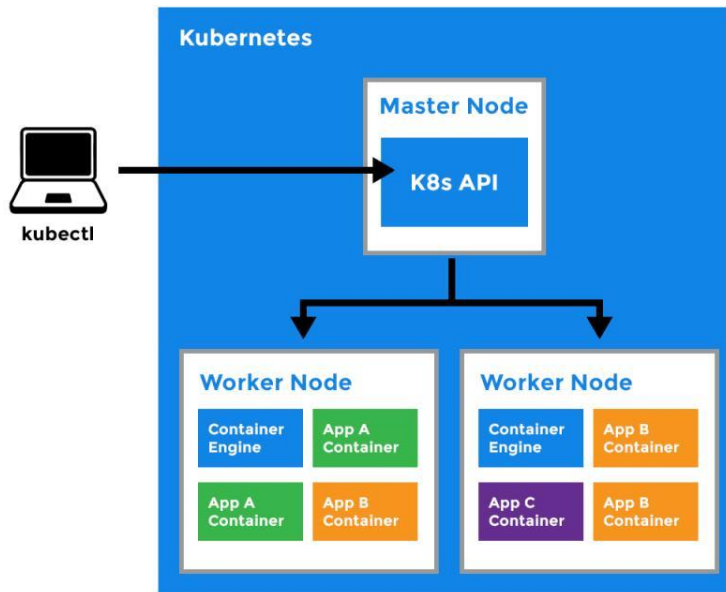 Kubernetes
Master Node
K8s API
kubectl
Worker Node
Container
Engine
App A
Container
App A
Container
App B
Container
Worker Node
Container
Engine
App B
Container
App C
Container
App B
Container